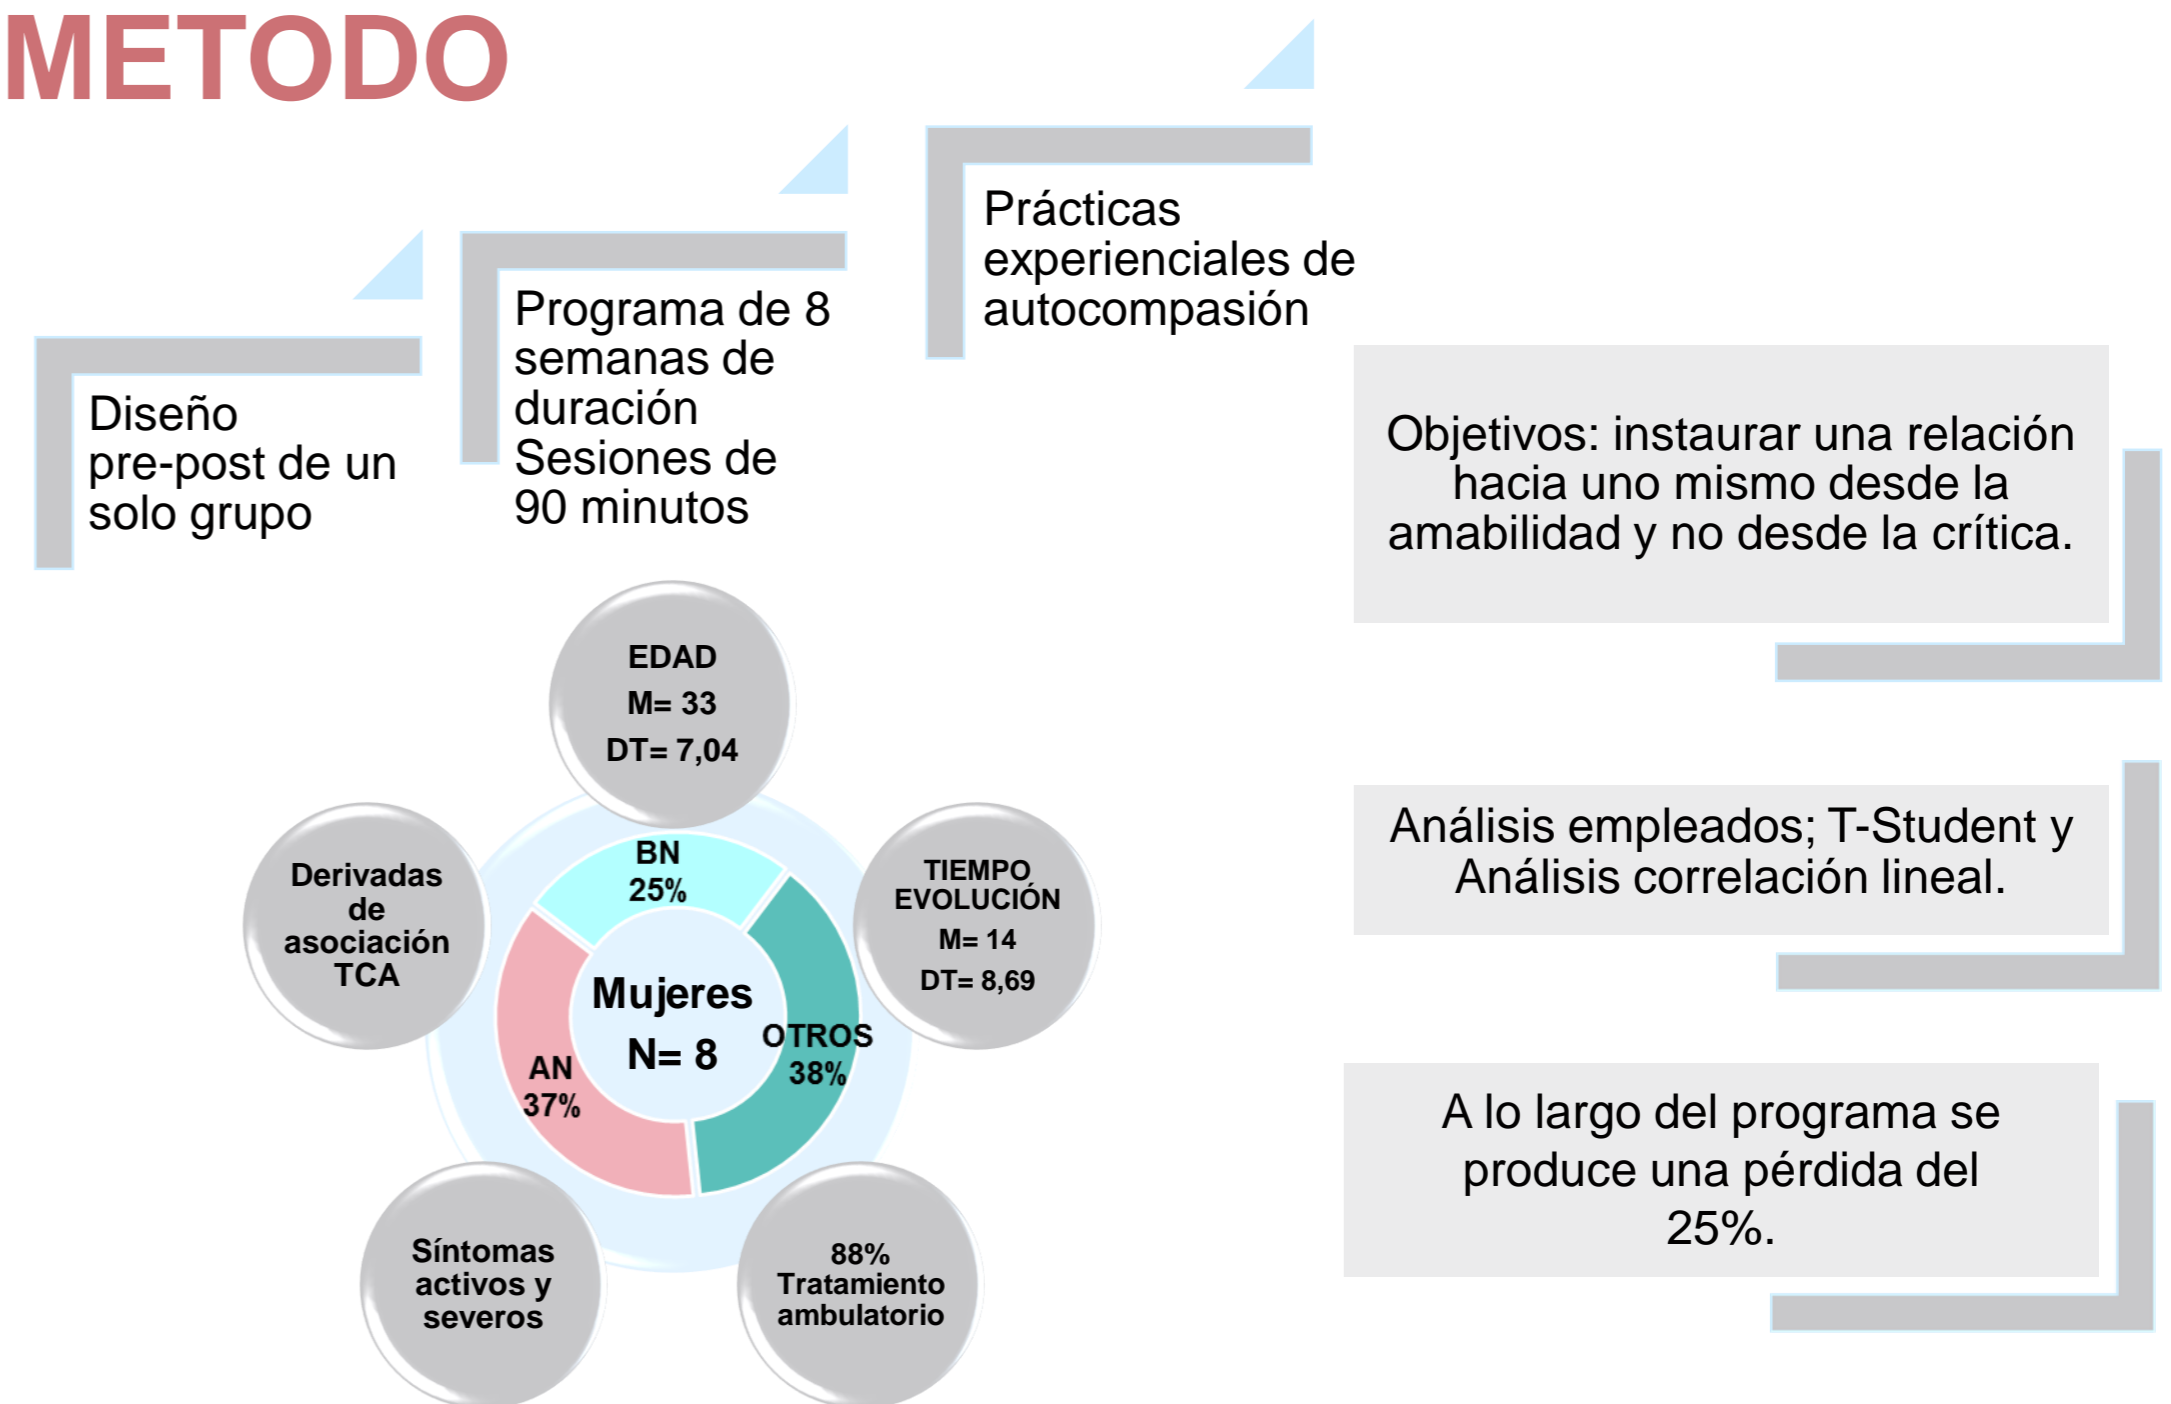 METODO
Diseño
pre-post de un
solo grupo
Programa de 8
semanas de
duración
Sesiones de
90 minutos
Prácticas
experienciales de
autocompasión
Objetivos: instaurar una relación
hacia uno mismo desde la
amabilidad y no desde la crítica.
Análisis empleados; T-Student y
Análisis correlación lineal.
A lo largo del programa se
produce una pérdida del
25%.
EDAD
M= 33
DT= 7,04
TIEMPO
EVOLUCIÓN
M= 14
DT= 8,69
88%
Tratamiento
ambulatorio
Síntomas
activos y
severos
Derivadas
de
asociación
TCA
BN
25%
OTROS
38%
AN
37%
Mujeres
N= 8